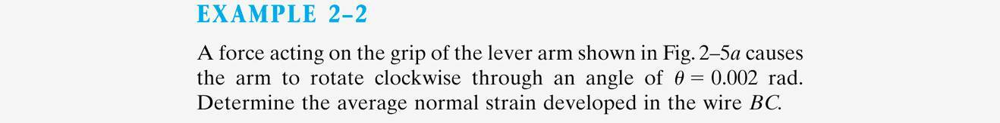 EXAMPLE 2–2
A force acting on the grip of the lever arm shown in Fig. 2–5a causes
the arm to rotate clockwise through an angle of θ = 0.002 rad.
Determine the average normal strain developed in the wire BC.